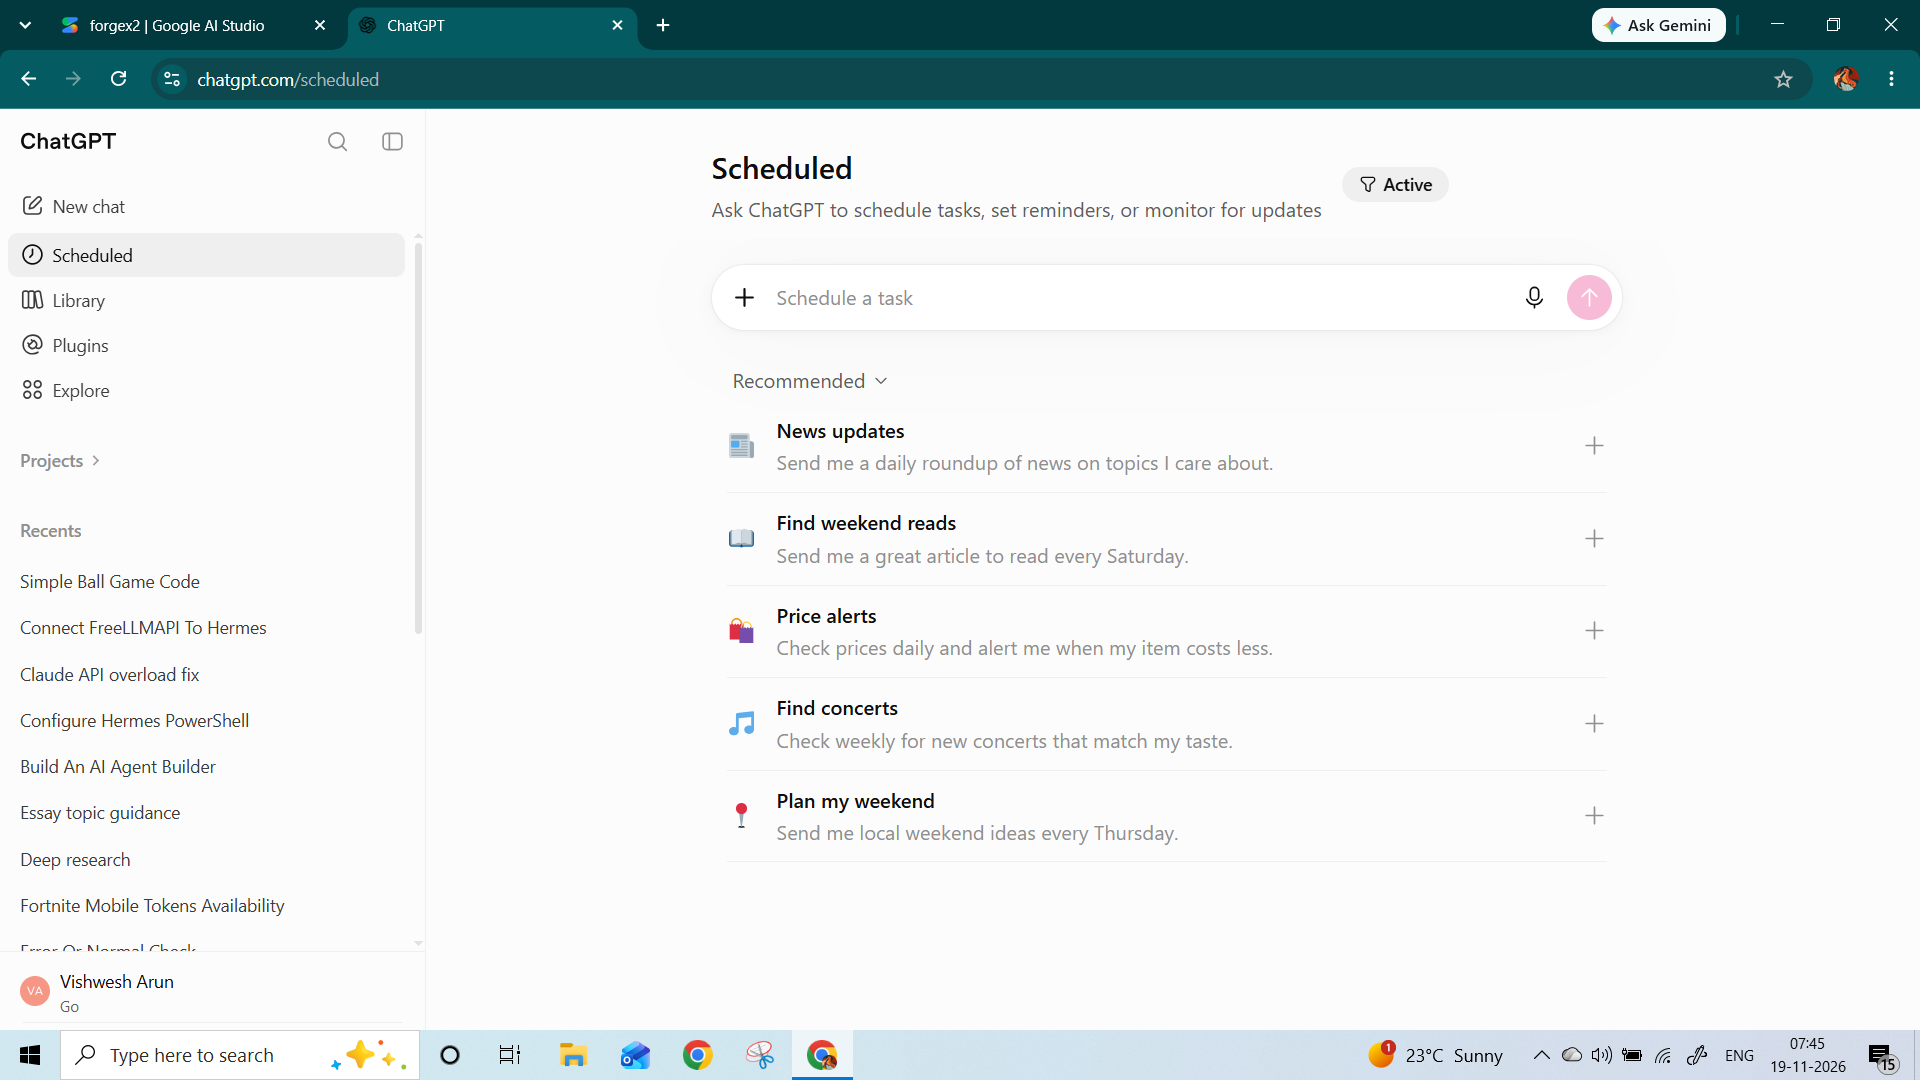 forgex2 | Google AI Studio
ChatGPT
Ask Gemini
chatgpt.com/scheduled
ChatGPT
New chat
Scheduled
Library
Plugins
Explore
Projects
Recents
Simple Ball Game Code
Connect FreeLLMAPI To Hermes
Claude API overload fix
Configure Hermes PowerShell
Build An AI Agent Builder
Essay topic guidance
Deep research
Fortnite Mobile Tokens Availability
Error Or Normal Check
VA
Vishwesh Arun
Go
Scheduled
Ask ChatGPT to schedule tasks, set reminders, or monitor for updates
Active
Schedule a task
Recommended
News updates
Send me a daily roundup of news on topics I care about.
Find weekend reads
Send me a great article to read every Saturday.
Price alerts
Check prices daily and alert me when my item costs less.
Find concerts
Check weekly for new concerts that match my taste.
Plan my weekend
Send me local weekend ideas every Thursday.
Type here to search
1
23°C Sunny
ENG
07:45
19-11-2026
15